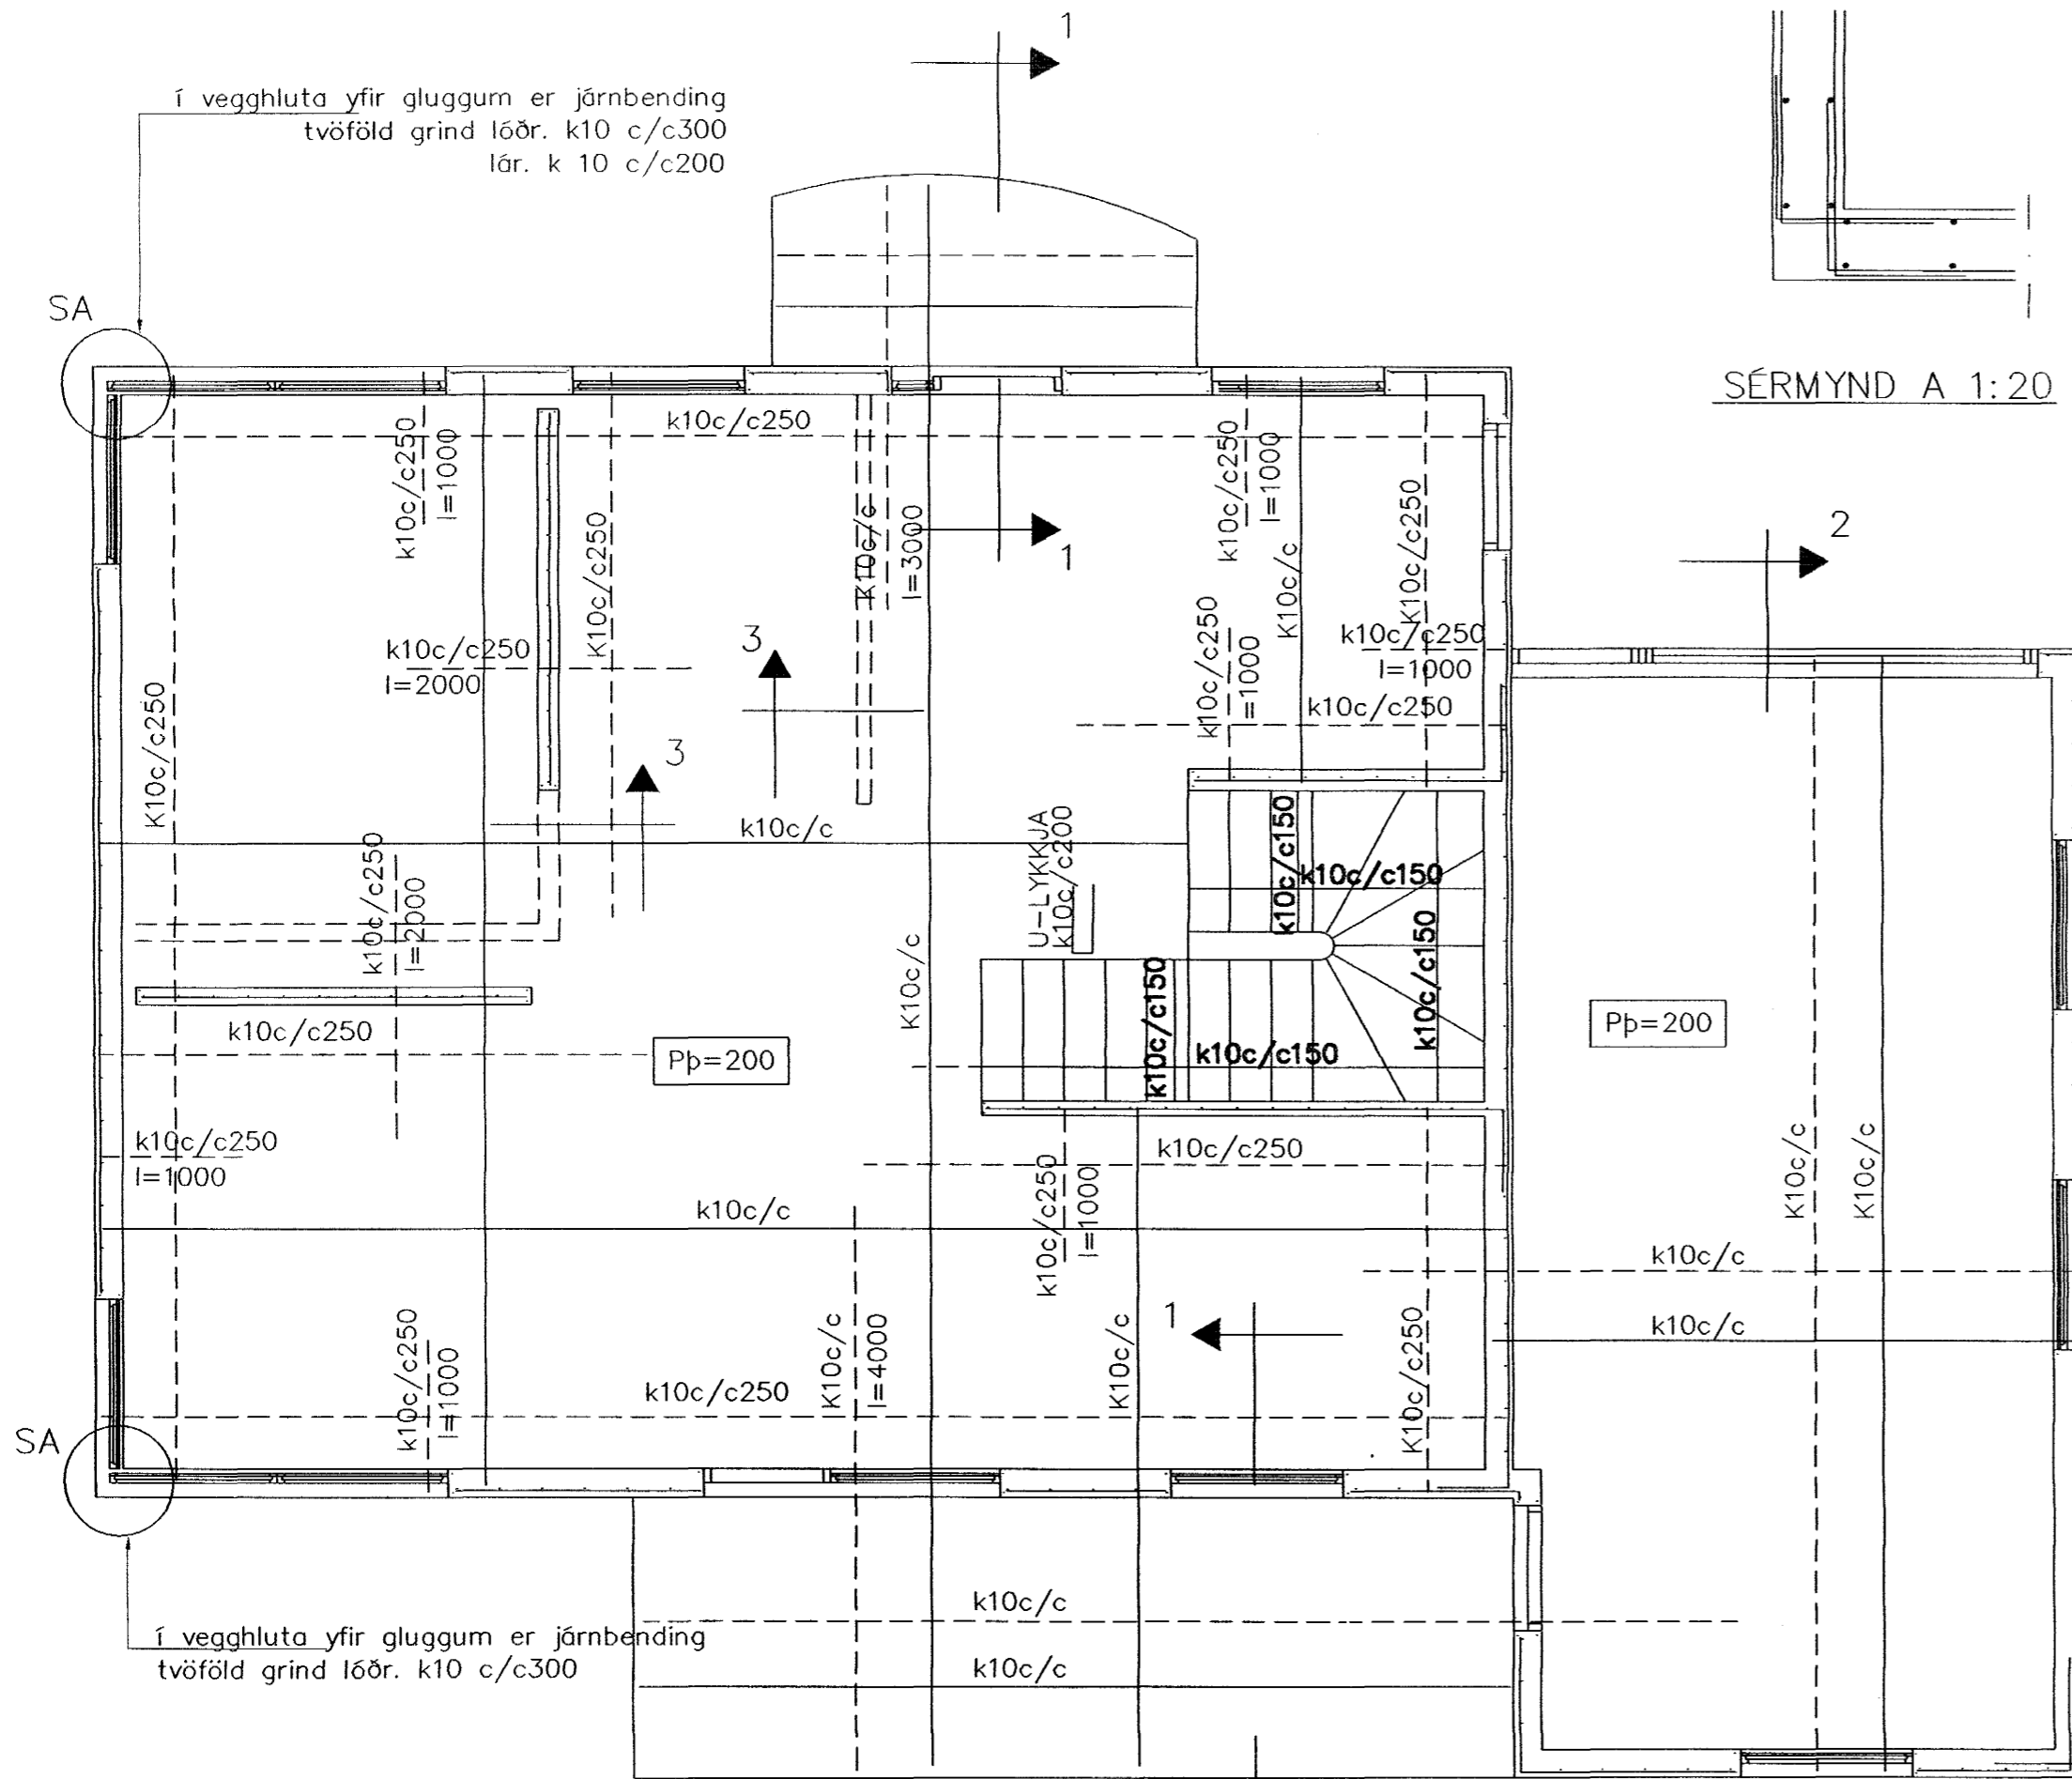 1
í vegghluta yfir gluggum er járnbending
tvöföld grind lóðr. k10 c/c300
lár. k 10 c/c200
SA
SÉRMYND A 1:20
k10c/c250
k10c/c250
l=1000
k10c/c250
l=1000
K10c/c250
K10c/c
l=3000
1
K10c/c
K10c/c250
2
k10c/c250
l=2000
3
k10c/c250
l=1000
k10c/c250
l=1000
k10c/c250
K10c/c250
3
k10c/c
k10c/c250
l=2000
U-LYKKJA
k10c/c200
k10c/c150
k10c/c150
k10c/c150
K10c/c
k10c/c250
Pþ=200
k10c/c150
k10c/c150
Pþ=200
k10c/c250
l=1000
k10c/c250
k10c/c250
l=1000
k10c/c
K10c/c
K10c/c
k10c/c
k10c/c
k10c/c250
l=1000
k10c/c250
K10c/c
l=4000
K10c/c
1
K10c/c250
SA
k10c/c
k10c/c
í vegghluta yfir gluggum er járnbending
tvöföld grind lóðr. k10 c/c300